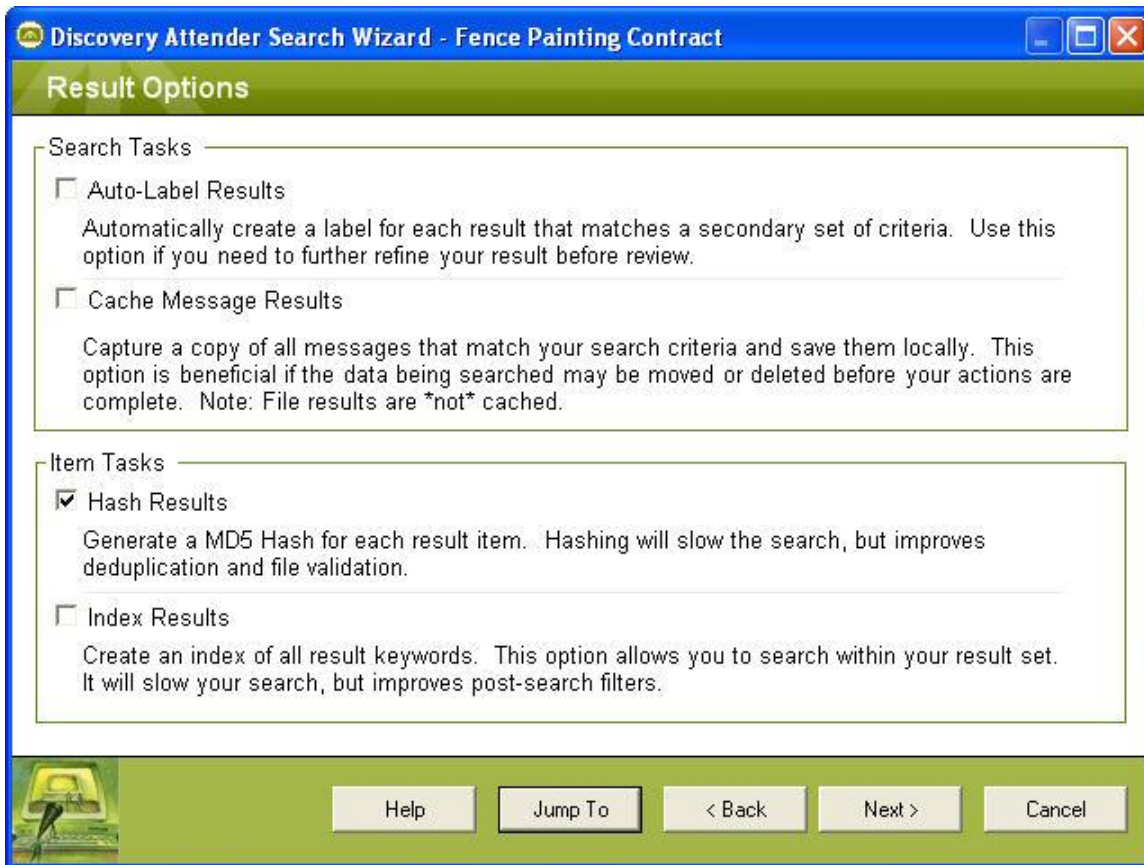 Discovery Attender Search Wizard - Fence Painting Contract
Result Options
Search Tasks
Auto-Label Results
Automatically create a label for each result that matches a secondary set of criteria.  Use this
option if you need to further refine your result before review.
Cache Message Results
Capture a copy of all messages that match your search criteria and save them locally.  This
option is beneficial if the data being searched may be moved or deleted before your actions are
complete.  Note: File results are *not* cached.
Item Tasks
Hash Results
Generate a MD5 Hash for each result item.  Hashing will slow the search, but improves
deduplication and file validation.
Index Results
Create an index of all result keywords.  This option allows you to search within your result set.
It will slow your search, but improves post-search filters.
Help
Jump To
< Back
Next >
Cancel